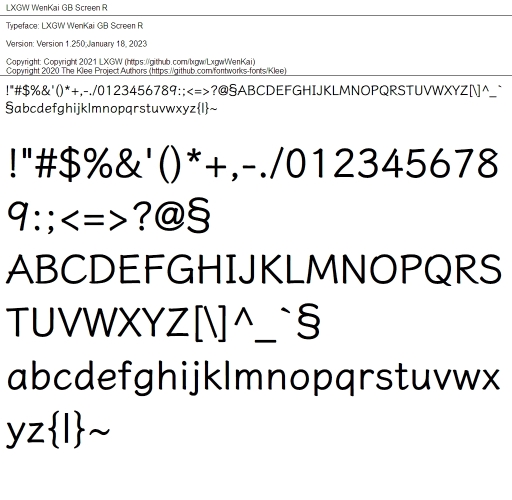 LXGW WenKai GB Screen R
Typeface: LXGW WenKai GB Screen R
Version: Version 1.250;January 18, 2023
Copyright: Copyright 2021 LXGW (https://github.com/lxgw/LxgwWenKai)
Copyright 2020 The Klee Project Authors (https://github.com/fontworks-fonts/Klee)
!"#$%&'()*+,-./0123456789:;<=>?@§ABCDEFGHIJKLMNOPQRSTUVWXYZ[\]^_`
§abcdefghijklmnopqrstuvwxyz{|}~
!"#$%&'()*+,-./012345678
9:;<=>?@§
ABCDEFGHIJKLMNOPQRS
TUVWXYZ[\]^_`§
abcdefghijklmnopqrstuvwx
yz{|}~